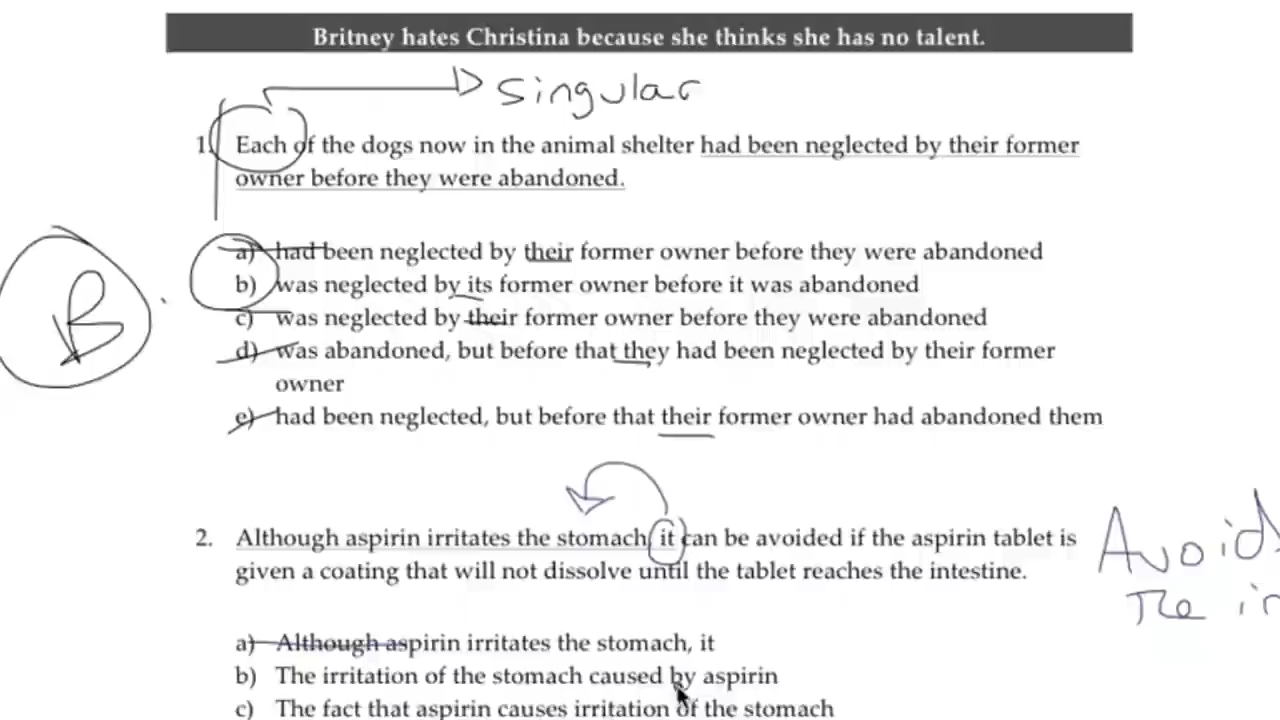 Britney hates Christina because she thinks she has no talent.
Singular
1. Each of the dogs now in the animal shelter had been neglected by their former
owner before they were abandoned.
a) had been neglected by their former owner before they were abandoned
B
b) was neglected by its former owner before it was abandoned
c) was neglected by their former owner before they were abandoned
d) was abandoned, but before that they had been neglected by their former
owner
e) had been neglected, but before that their former owner had abandoned them
2. Although aspirin irritates the stomach, it can be avoided if the aspirin tablet is
given a coating that will not dissolve until the tablet reaches the intestine.
Avoid
The ir
a) Although aspirin irritates the stomach, it
b) The irritation of the stomach caused by aspirin
c) The fact that aspirin causes irritation of the stomach